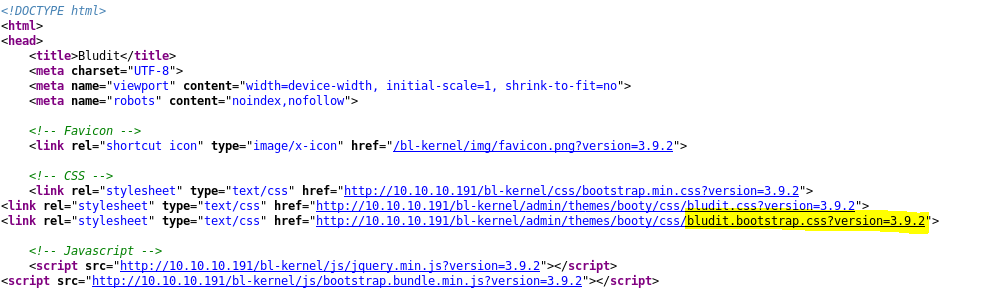 <!DOCTYPE html>
<html>
<head>
<title>Bludit</title>
<meta charset="UTF-8">
<meta name="viewport" content="width=device-width, initial-scale=1, shrink-to-fit=no">
<meta name="robots" content="noindex,nofollow">
<!-- Favicon -->
<link rel="shortcut icon" type="image/x-icon" href="/bl-kernel/img/favicon.png?version=3.9.2">
<!-- CSS -->
<link rel="stylesheet" type="text/css" href="http://10.10.10.191/bl-kernel/css/bootstrap.min.css?version=3.9.2">
<link rel="stylesheet" type="text/css" href="http://10.10.10.191/bl-kernel/admin/themes/booty/css/bludit.css?version=3.9.2">
<link rel="stylesheet" type="text/css" href="http://10.10.10.191/bl-kernel/admin/themes/booty/css/bludit.bootstrap.css?version=3.9.2">
<!-- Javascript -->
<script src="http://10.10.10.191/bl-kernel/js/jquery.min.js?version=3.9.2"></script>
<script src="http://10.10.10.191/bl-kernel/js/bootstrap.bundle.min.js?version=3.9.2"></script>